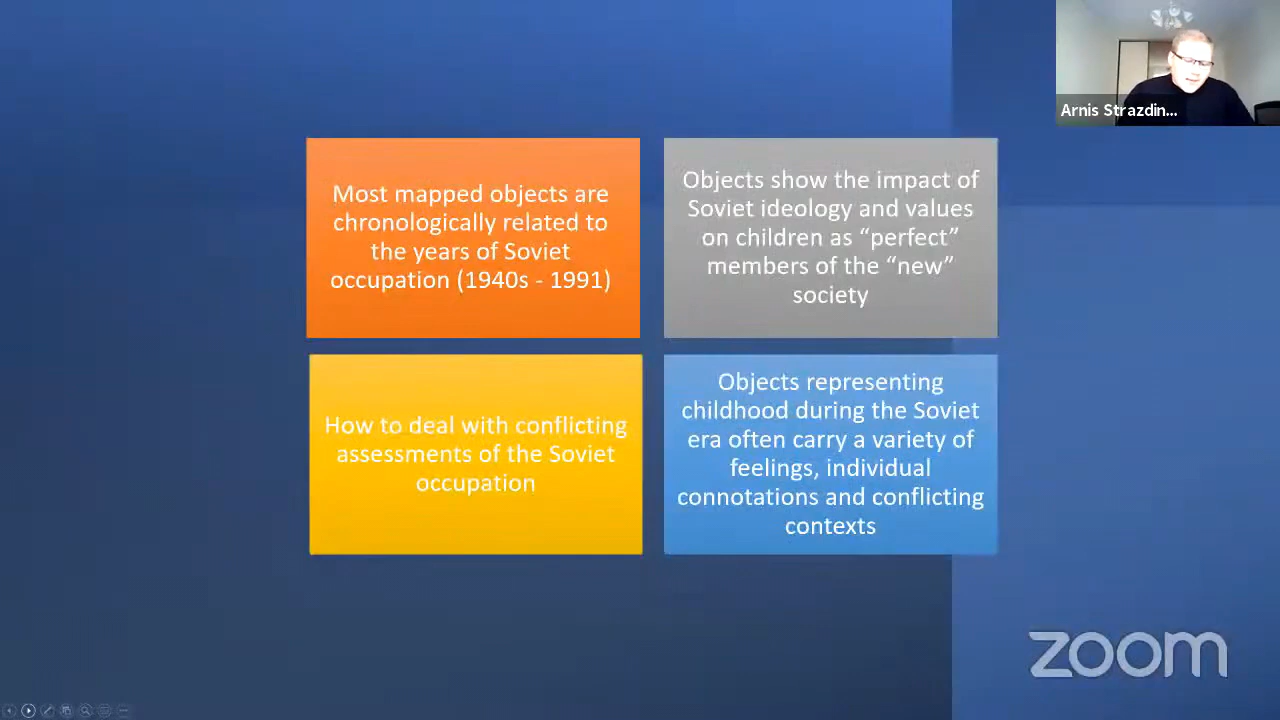 Arnis Strazdin...
Most mapped objects are
chronologically related to
the years of Soviet
occupation (1940s - 1991)
Objects show the impact of
Soviet ideology and values
on children as “perfect”
members of the “new”
society
How to deal with conflicting
assessments of the Soviet
occupation
Objects representing
childhood during the Soviet
era often carry a variety of
feelings, individual
connotations and conflicting
contexts
zoom